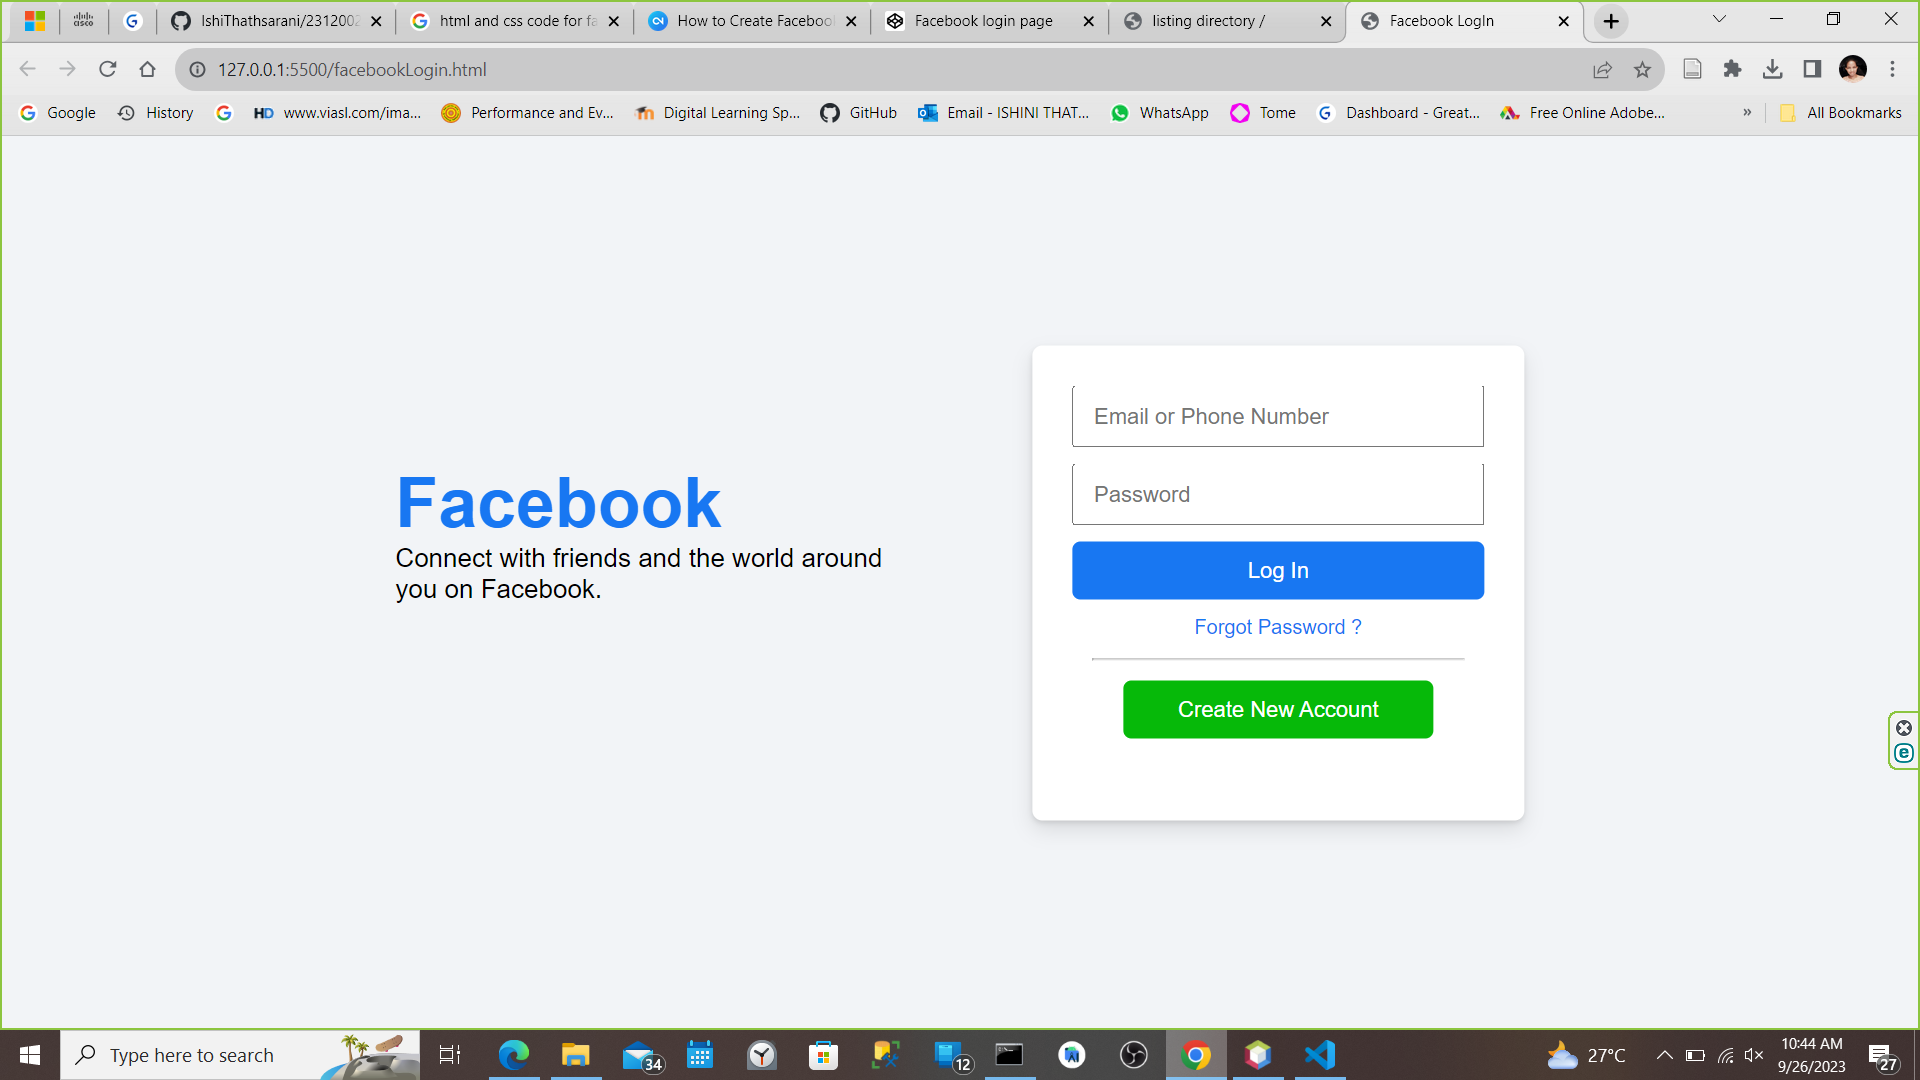 cisco
IshiThathsarani/2312002
html and css code for fa
How to Create Facebook
Facebook login page
listing directory /
Facebook LogIn
127.0.0.1:5500/facebookLogin.html
Google
History
HD www.viasl.com/ima...
Performance and Ev...
Digital Learning Sp...
GitHub
Email - ISHINI THAT...
WhatsApp
Tome
Dashboard - Great...
Free Online Adobe...
»
All Bookmarks
Facebook
Connect with friends and the world around
you on Facebook.
Email or Phone Number
Password
Log In
Forgot Password ?
Create New Account
Type here to search
34
12
27°C
10:44 AM
9/26/2023
27